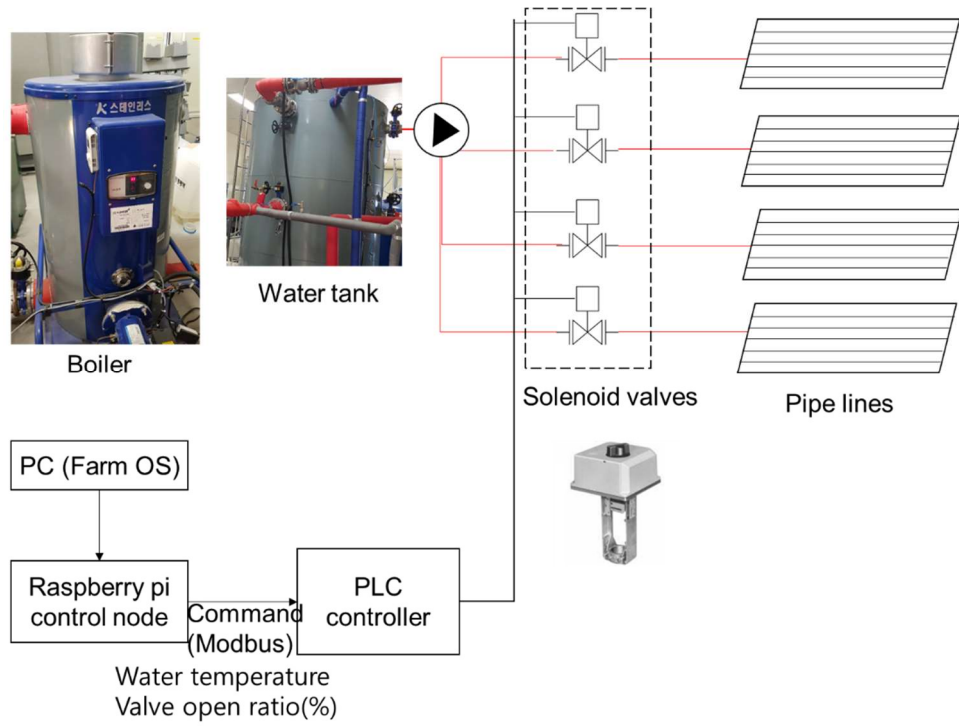 스테인리스
Boiler
Water tank
Solenoid valves
Pipe lines
PC (Farm OS)
Raspberry pi
control node
Command
(Modbus)
PLC
controller
Water temperature
Valve open ratio(%)